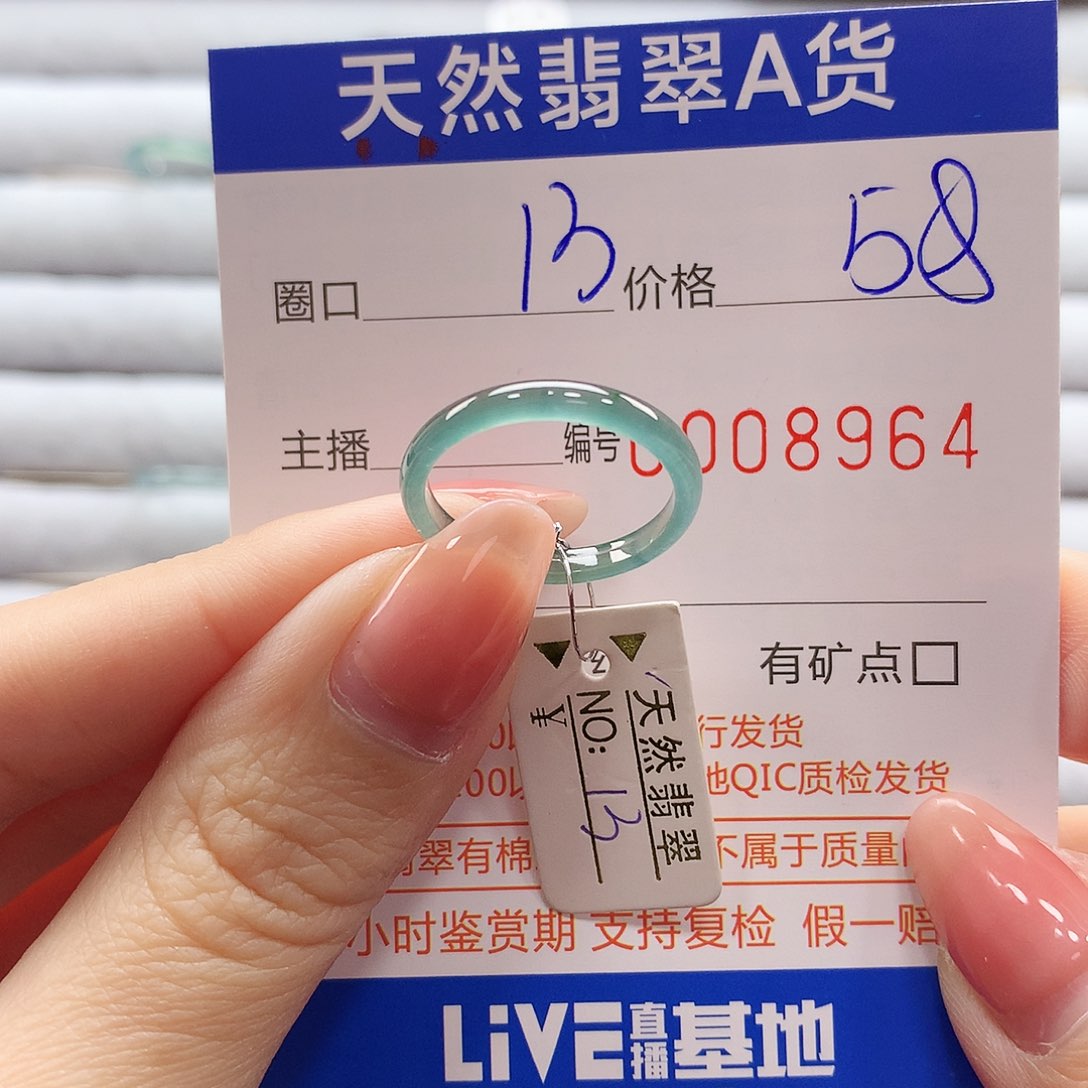 天然翡翠A货
圈口 13 价格 58
主播 编号 0008964
有矿点□
行发货
00以 他QIC质检发货
翡翠有棉 不属于质量
小时鉴赏期 支持复检 假一赔
LiVE直播基地
天然翡翠
NO: 13
¥